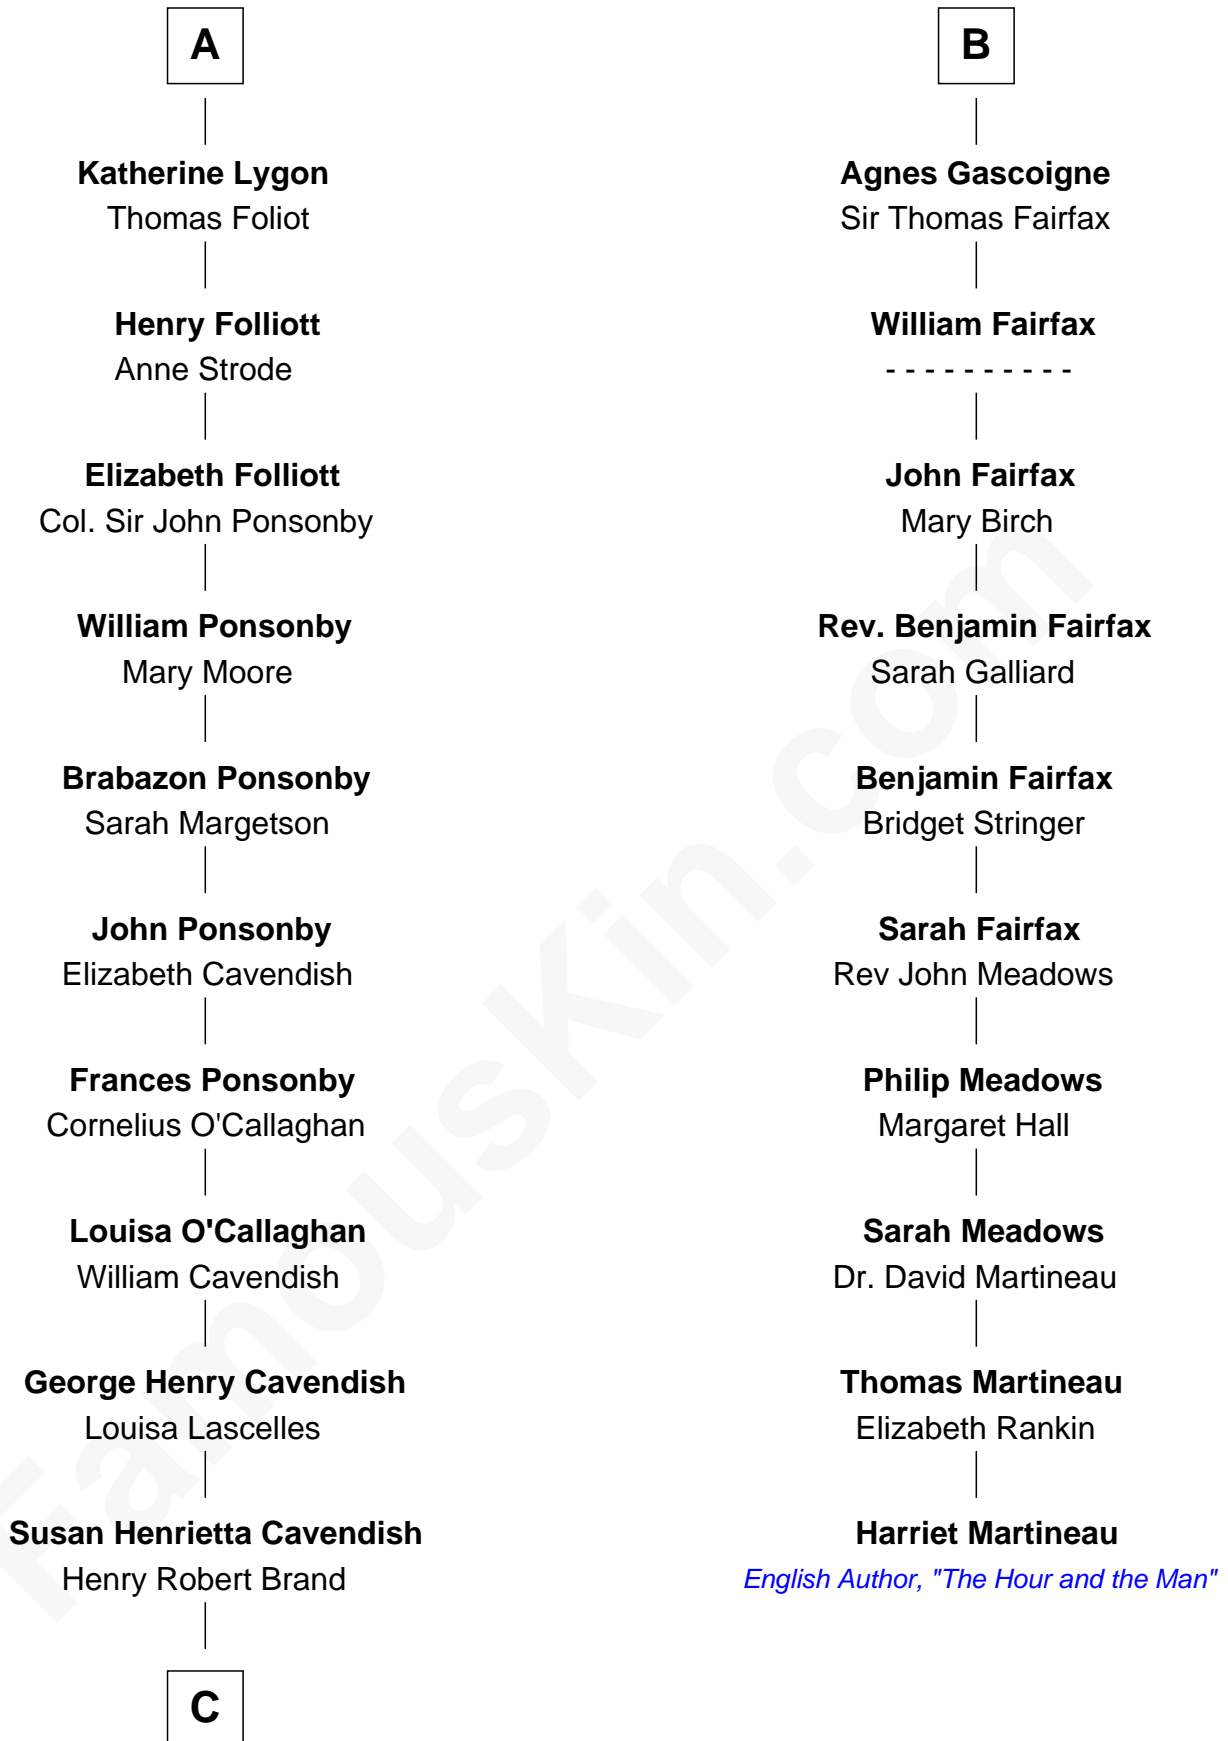 A
Katherine Lygon
Thomas Foliot
Henry Folliott
Anne Strode
Elizabeth Folliott
Col. Sir John Ponsonby
William Ponsonby
Mary Moore
Brabazon Ponsonby
Sarah Margetson
John Ponsonby
Elizabeth Cavendish
Frances Ponsonby
Cornelius O'Callaghan
Louisa O'Callaghan
William Cavendish
George Henry Cavendish
Louisa Lascelles
Susan Henrietta Cavendish
Henry Robert Brand
C
B
Agnes Gascoigne
Sir Thomas Fairfax
William Fairfax
- - - - - - - - - -
John Fairfax
Mary Birch
Rev. Benjamin Fairfax
Sarah Galliard
Benjamin Fairfax
Bridget Stringer
Sarah Fairfax
Rev John Meadows
Philip Meadows
Margaret Hall
Sarah Meadows
Dr. David Martineau
Thomas Martineau
Elizabeth Rankin
Harriet Martineau
English Author, "The Hour and the Man"
FamousKin.com